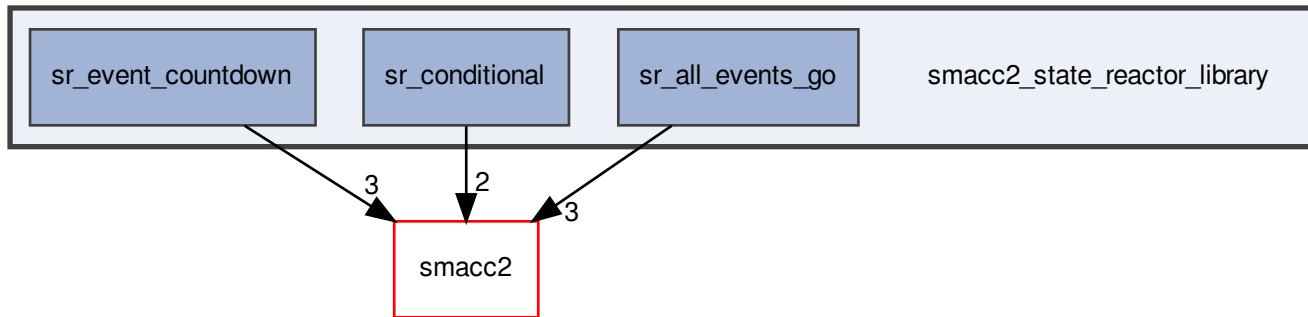 sr_event_countdown
sr_conditional
sr_all_events_go
smacc2_state_reactor_library
3
2
3
smacc2